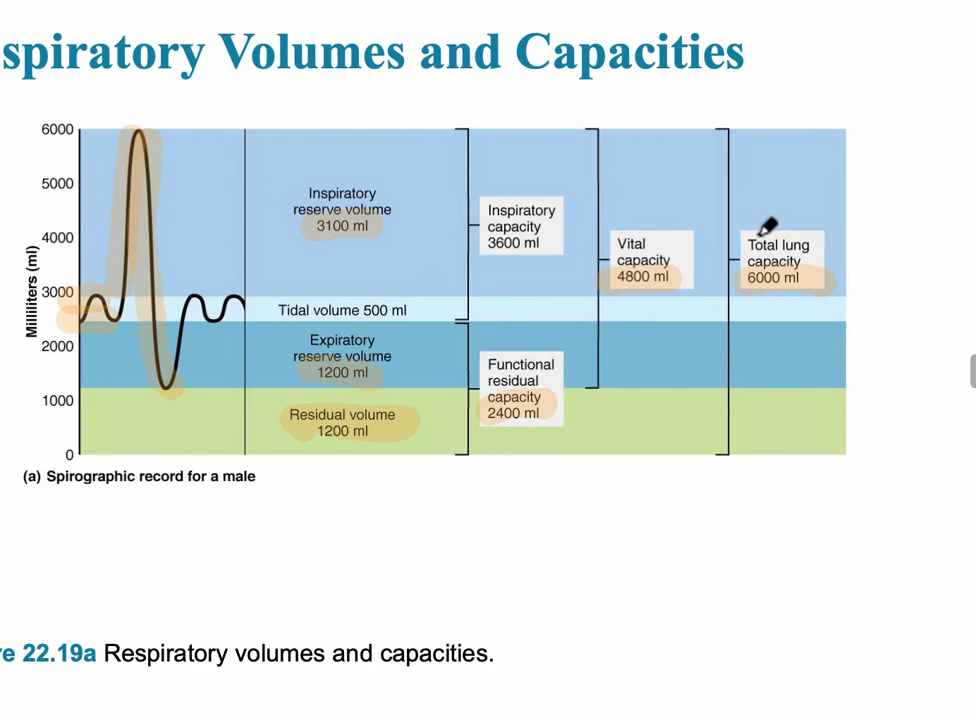 spiratory Volumes and Capacities
6000
5000
4000
3000
2000
1000
0
Milliliters (ml)
Inspiratory
reserve volume
3100 ml
Tidal volume 500 ml
Expiratory
reserve volume
1200 ml
Residual volume
1200 ml
Inspiratory
capacity
3600 ml
Functional
residual
capacity
2400 ml
Vital
capacity
4800 ml
Total lung
capacity
6000 ml
(a) Spirographic record for a male
re 22.19a Respiratory volumes and capacities.